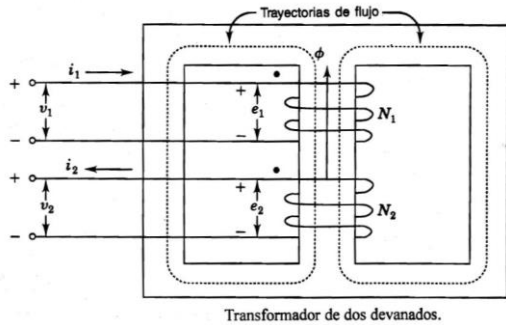 Trayectorias de flujo
ϕ
i₁
+ v₁ −
+ e₁ −
N₁
i₂
+ v₂ −
+ e₂ −
N₂
Transformador de dos devanados.